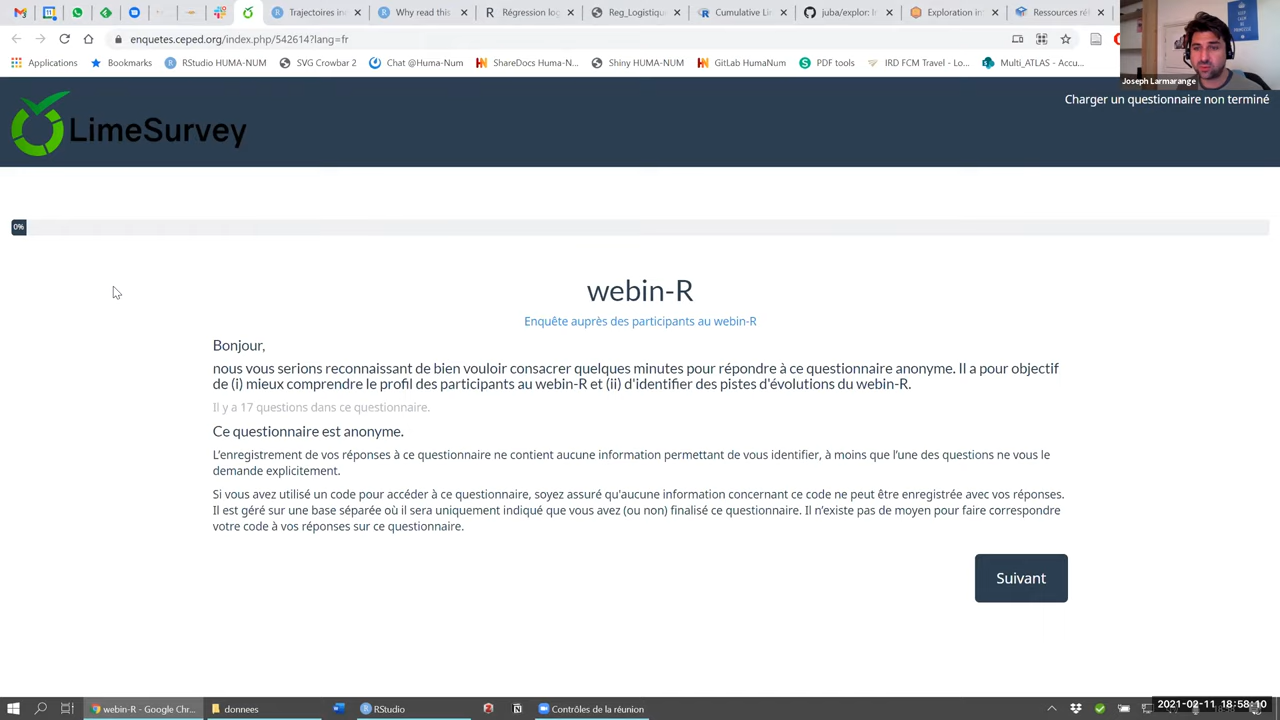 Trajectoires in
Why read this
Régression log
Reg_Logistiqu
Cumulative Li
juba/explor: In
Exploration in
Ressources ré
enquetes.ceped.org/index.php/542614?lang=fr
Applications
Bookmarks
RStudio HUMA-NUM
SVG Crowbar 2
Chat @Huma-Num
ShareDocs Huma-N...
Shiny HUMA-NUM
GitLab HumaNum
PDF tools
IRD FCM Travel - Lo...
Multi_ATLAS - Accu...
Joseph Larmarange
Charger un questionnaire non terminé
LimeSurvey
0%
webin-R
Enquête auprès des participants au webin-R
Bonjour,
nous vous serions reconnaissant de bien vouloir consacrer quelques minutes pour répondre à ce questionnaire anonyme. Il a pour objectif
de (i) mieux comprendre le profil des participants au webin-R et (ii) d'identifier des pistes d'évolutions du webin-R.
Il y a 17 questions dans ce questionnaire.
Ce questionnaire est anonyme.
L'enregistrement de vos réponses à ce questionnaire ne contient aucune information permettant de vous identifier, à moins que l'une des questions ne vous le
demande explicitement.
Si vous avez utilisé un code pour accéder à ce questionnaire, soyez assuré qu'aucune information concernant ce code ne peut être enregistrée avec vos réponses.
Il est géré sur une base séparée où il sera uniquement indiqué que vous avez (ou non) finalisé ce questionnaire. Il n'existe pas de moyen pour faire correspondre
votre code à vos réponses sur ce questionnaire.
Suivant
webin-R - Google Chr...
donnees
RStudio
Contrôles de la réunion
2021-02-11 18:58:10